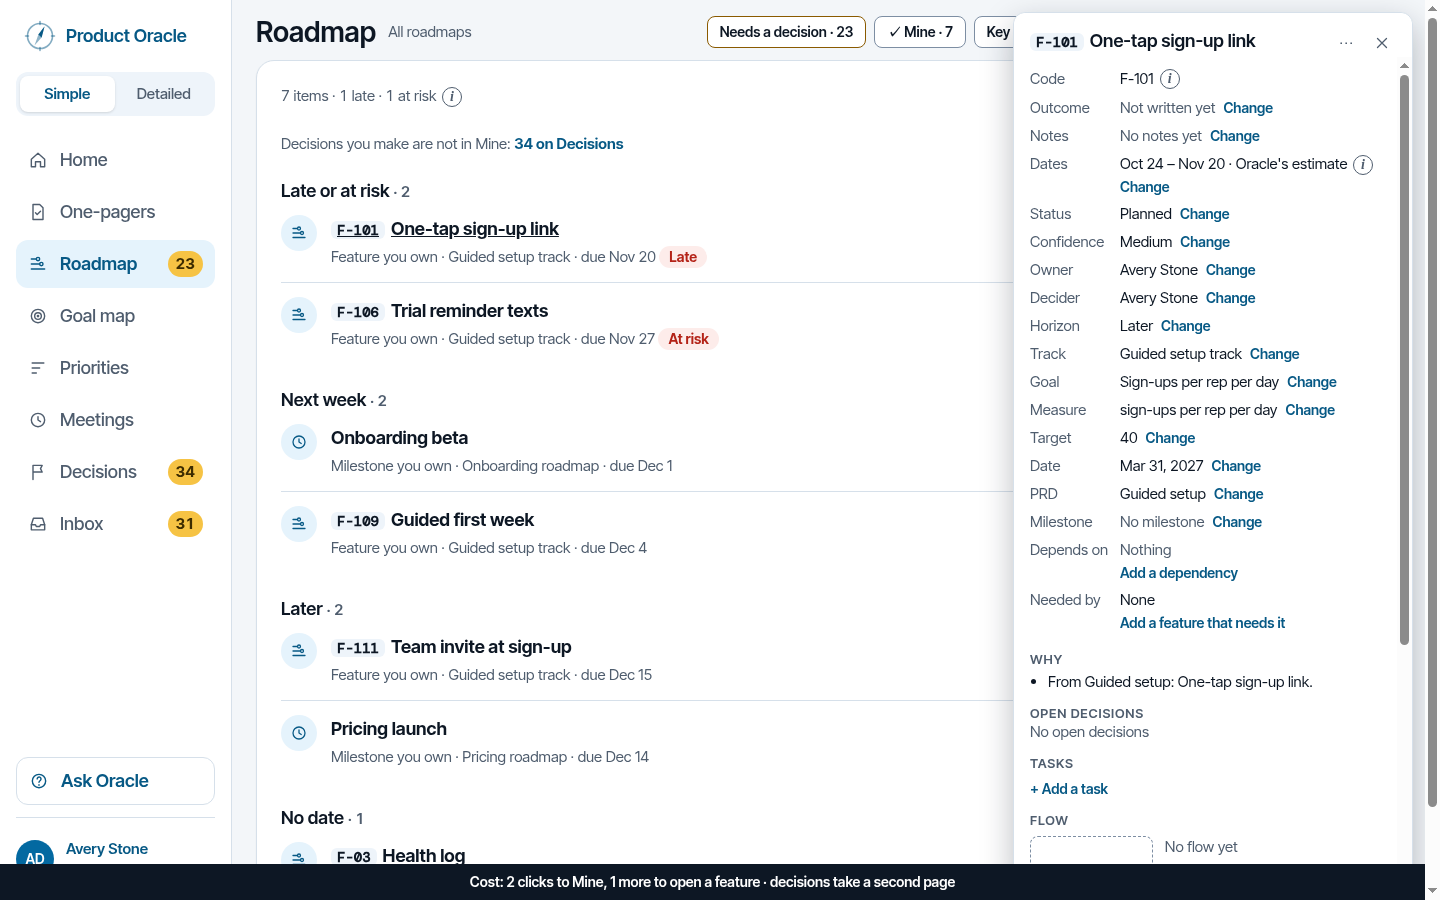 Product Oracle
Simple
Detailed
Home
One-pagers
Roadmap 23
Goal map
Priorities
Meetings
Decisions 34
Inbox 31
Ask Oracle
AD
Avery Stone
Roadmap
All roadmaps
Needs a decision · 23
✓ Mine · 7
Key
7 items · 1 late · 1 at risk i
Decisions you make are not in Mine: 34 on Decisions
Late or at risk · 2
F-101 One-tap sign-up link
Feature you own · Guided setup track · due Nov 20 Late
F-106 Trial reminder texts
Feature you own · Guided setup track · due Nov 27 At risk
Next week · 2
Onboarding beta
Milestone you own · Onboarding roadmap · due Dec 1
F-109 Guided first week
Feature you own · Guided setup track · due Dec 4
Later · 2
F-111 Team invite at sign-up
Feature you own · Guided setup track · due Dec 15
Pricing launch
Milestone you own · Pricing roadmap · due Dec 14
No date · 1
F-03 Health log
F-101 One-tap sign-up link
Code F-101 i
Outcome Not written yet Change
Notes No notes yet Change
Dates Oct 24 – Nov 20 · Oracle's estimate i
Change
Status Planned Change
Confidence Medium Change
Owner Avery Stone Change
Decider Avery Stone Change
Horizon Later Change
Track Guided setup track Change
Goal Sign-ups per rep per day Change
Measure sign-ups per rep per day Change
Target 40 Change
Date Mar 31, 2027 Change
PRD Guided setup Change
Milestone No milestone Change
Depends on Nothing
Add a dependency
Needed by None
Add a feature that needs it
WHY
• From Guided setup: One-tap sign-up link.
OPEN DECISIONS
No open decisions
TASKS
+ Add a task
FLOW
No flow yet
Cost: 2 clicks to Mine, 1 more to open a feature · decisions take a second page